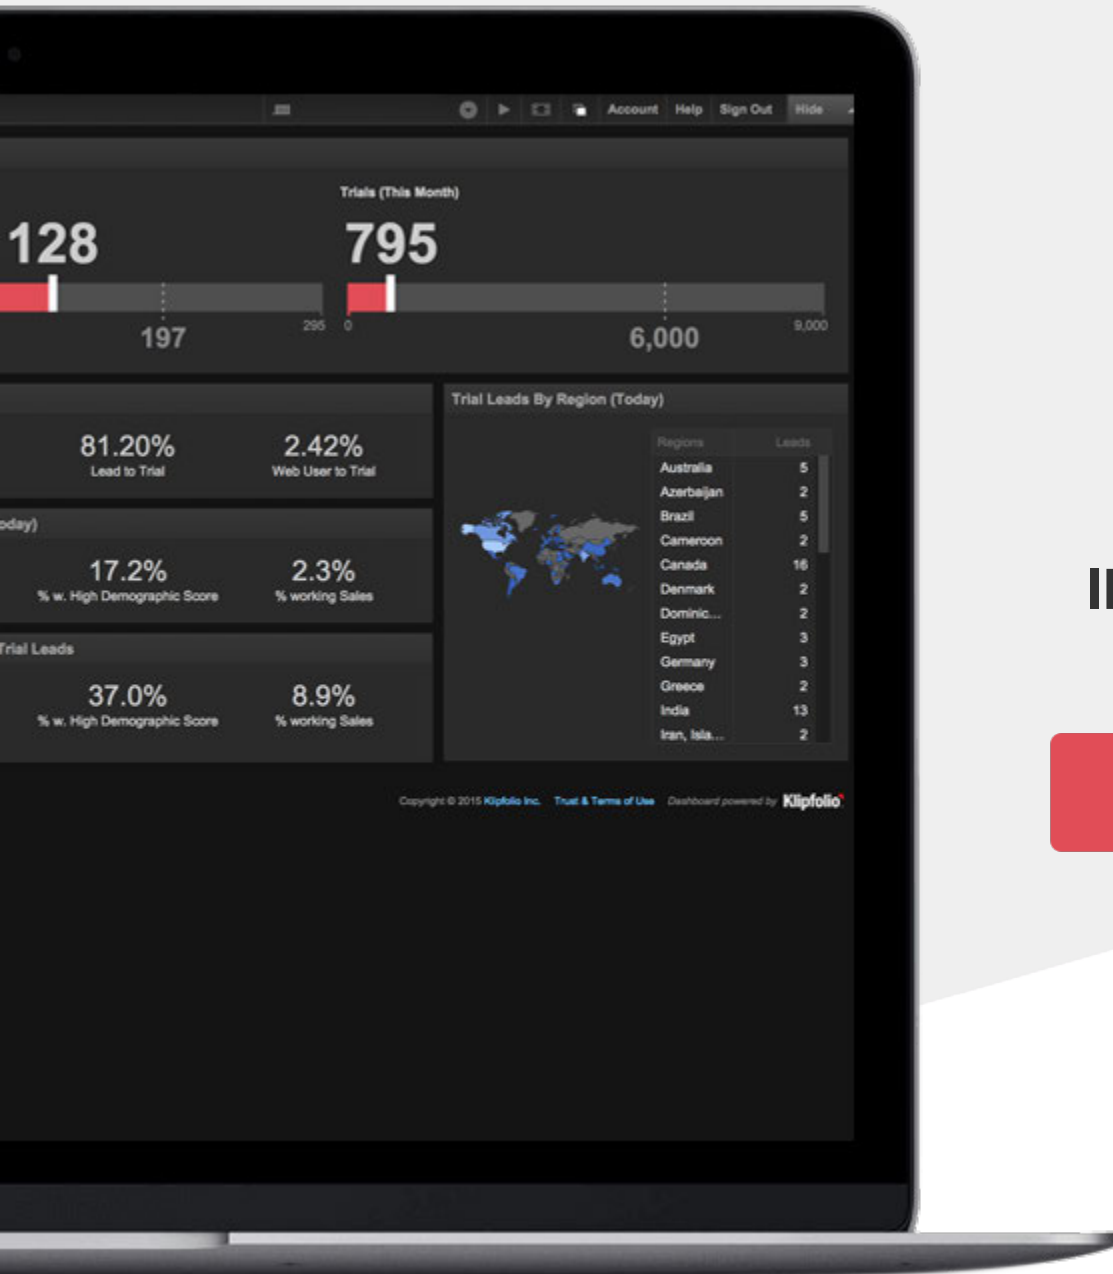 Account Help Sign Out Hide
Trials (This Month)
128
795
197
295
0
6,000
9,000
81.20%
Lead to Trial
2.42%
Web User to Trial
oday)
17.2%
% w. High Demographic Score
2.3%
% working Sales
Trial Leads
37.0%
% w. High Demographic Score
8.9%
% working Sales
Trial Leads By Region (Today)
Regions Leads
Australia 5
Azerbaijan 2
Brazil 5
Cameroon 2
Canada 16
Denmark 2
Dominic... 2
Egypt 3
Germany 3
Greece 2
India 13
Iran, Isla... 2
Copyright © 2015 Klipfolio Inc. Trust & Terms of Use Dashboard powered by Klipfolio